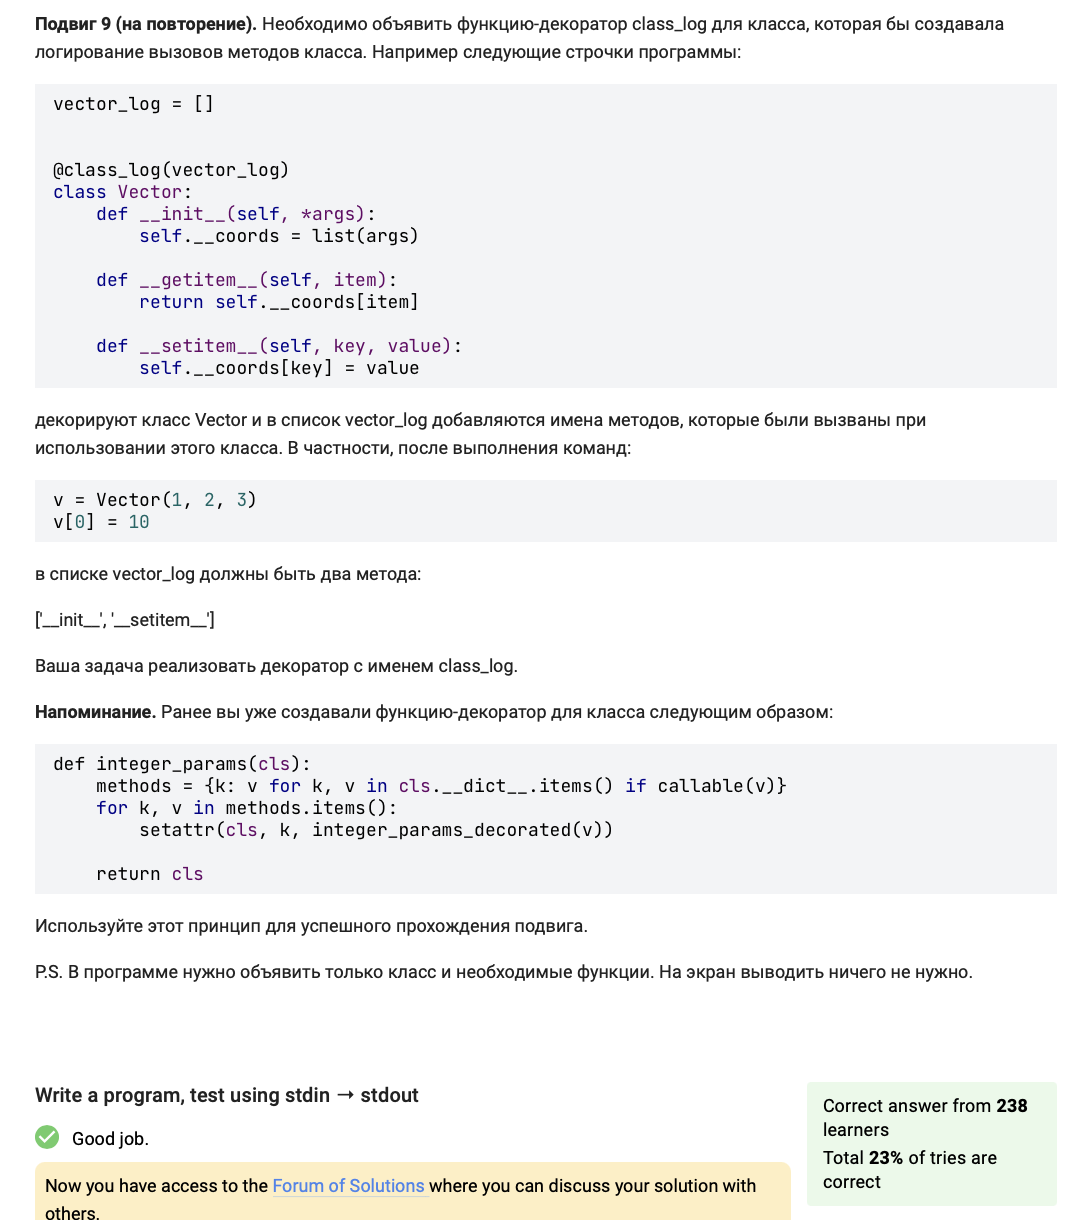 Подвиг 9 (на повторение). Необходимо объявить функцию-декоратор class_log для класса, которая бы создавала
логирование вызовов методов класса. Например следующие строчки программы:
vector_log = []
@class_log(vector_log)
class Vector:
    def __init__(self, *args):
        self.__coords = list(args)
    def __getitem__(self, item):
        return self.__coords[item]
    def __setitem__(self, key, value):
        self.__coords[key] = value
декорируют класс Vector и в список vector_log добавляются имена методов, которые были вызваны при
использовании этого класса. В частности, после выполнения команд:
v = Vector(1, 2, 3)
v[0] = 10
в списке vector_log должны быть два метода:
['__init__', '__setitem__']
Ваша задача реализовать декоратор с именем class_log.
Напоминание. Ранее вы уже создавали функцию-декоратор для класса следующим образом:
def integer_params(cls):
    methods = {k: v for k, v in cls.__dict__.items() if callable(v)}
    for k, v in methods.items():
        setattr(cls, k, integer_params_decorated(v))
    return cls
Используйте этот принцип для успешного прохождения подвига.
P.S. В программе нужно объявить только класс и необходимые функции. На экран выводить ничего не нужно.
Write a program, test using stdin → stdout
Good job.
Now you have access to the Forum of Solutions where you can discuss your solution with
others.
Correct answer from 238
learners
Total 23% of tries are
correct